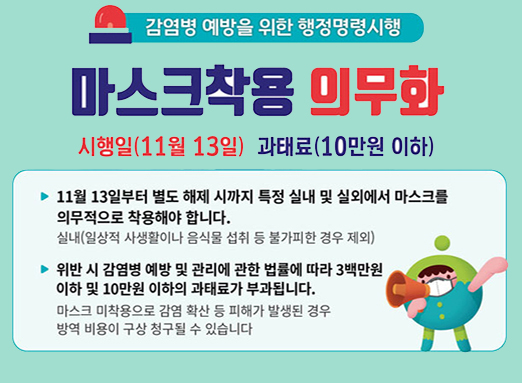 감염병 예방을 위한 행정명령시행
마스크착용 의무화
시행일(11월 13일) 과태료(10만원 이하)
11월 13일부터 별도 해제 시까지 특정 실내 및 실외에서 마스크를
의무적으로 착용해야 합니다.
실내(일상적 사생활이나 음식물 섭취 등 불가피한 경우 제외)
위반 시 감염병 예방 및 관리에 관한 법률에 따라 3백만원
이하 및 10만원 이하의 과태료가 부과됩니다.
마스크 미착용으로 감염 확산 등 피해가 발생된 경우
방역 비용이 구상 청구될 수 있습니다